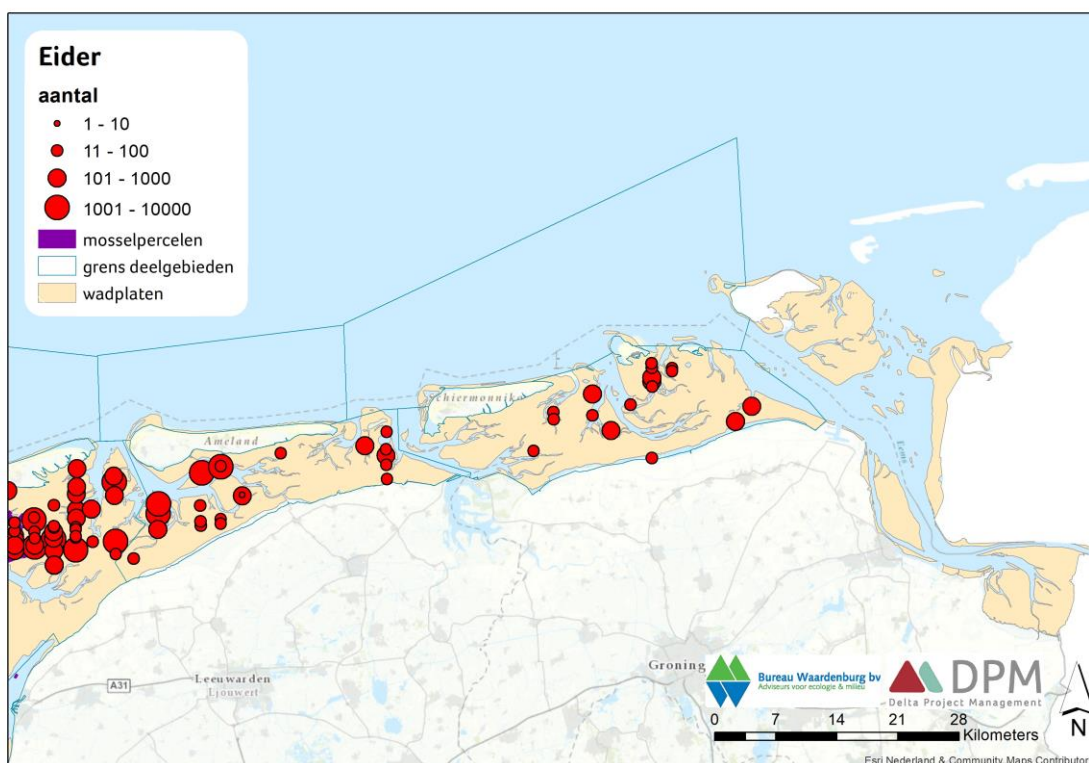 Eider
aantal
1 - 10
11 - 100
101 - 1000
1001 - 10000
mosselpercelen
grens deelgebieden
wadplaten
E
Schiermonniko
Ameland
Eems
Leeuwarden
Ljouwert
A31
Groning
Bureau Waardenburg bv
Adviseurs voor ecologie & milieu
DPM
Delta Project Management
0 7 14 21 28
Kilometers
N
Esri Nederland & Community Maps Contributor